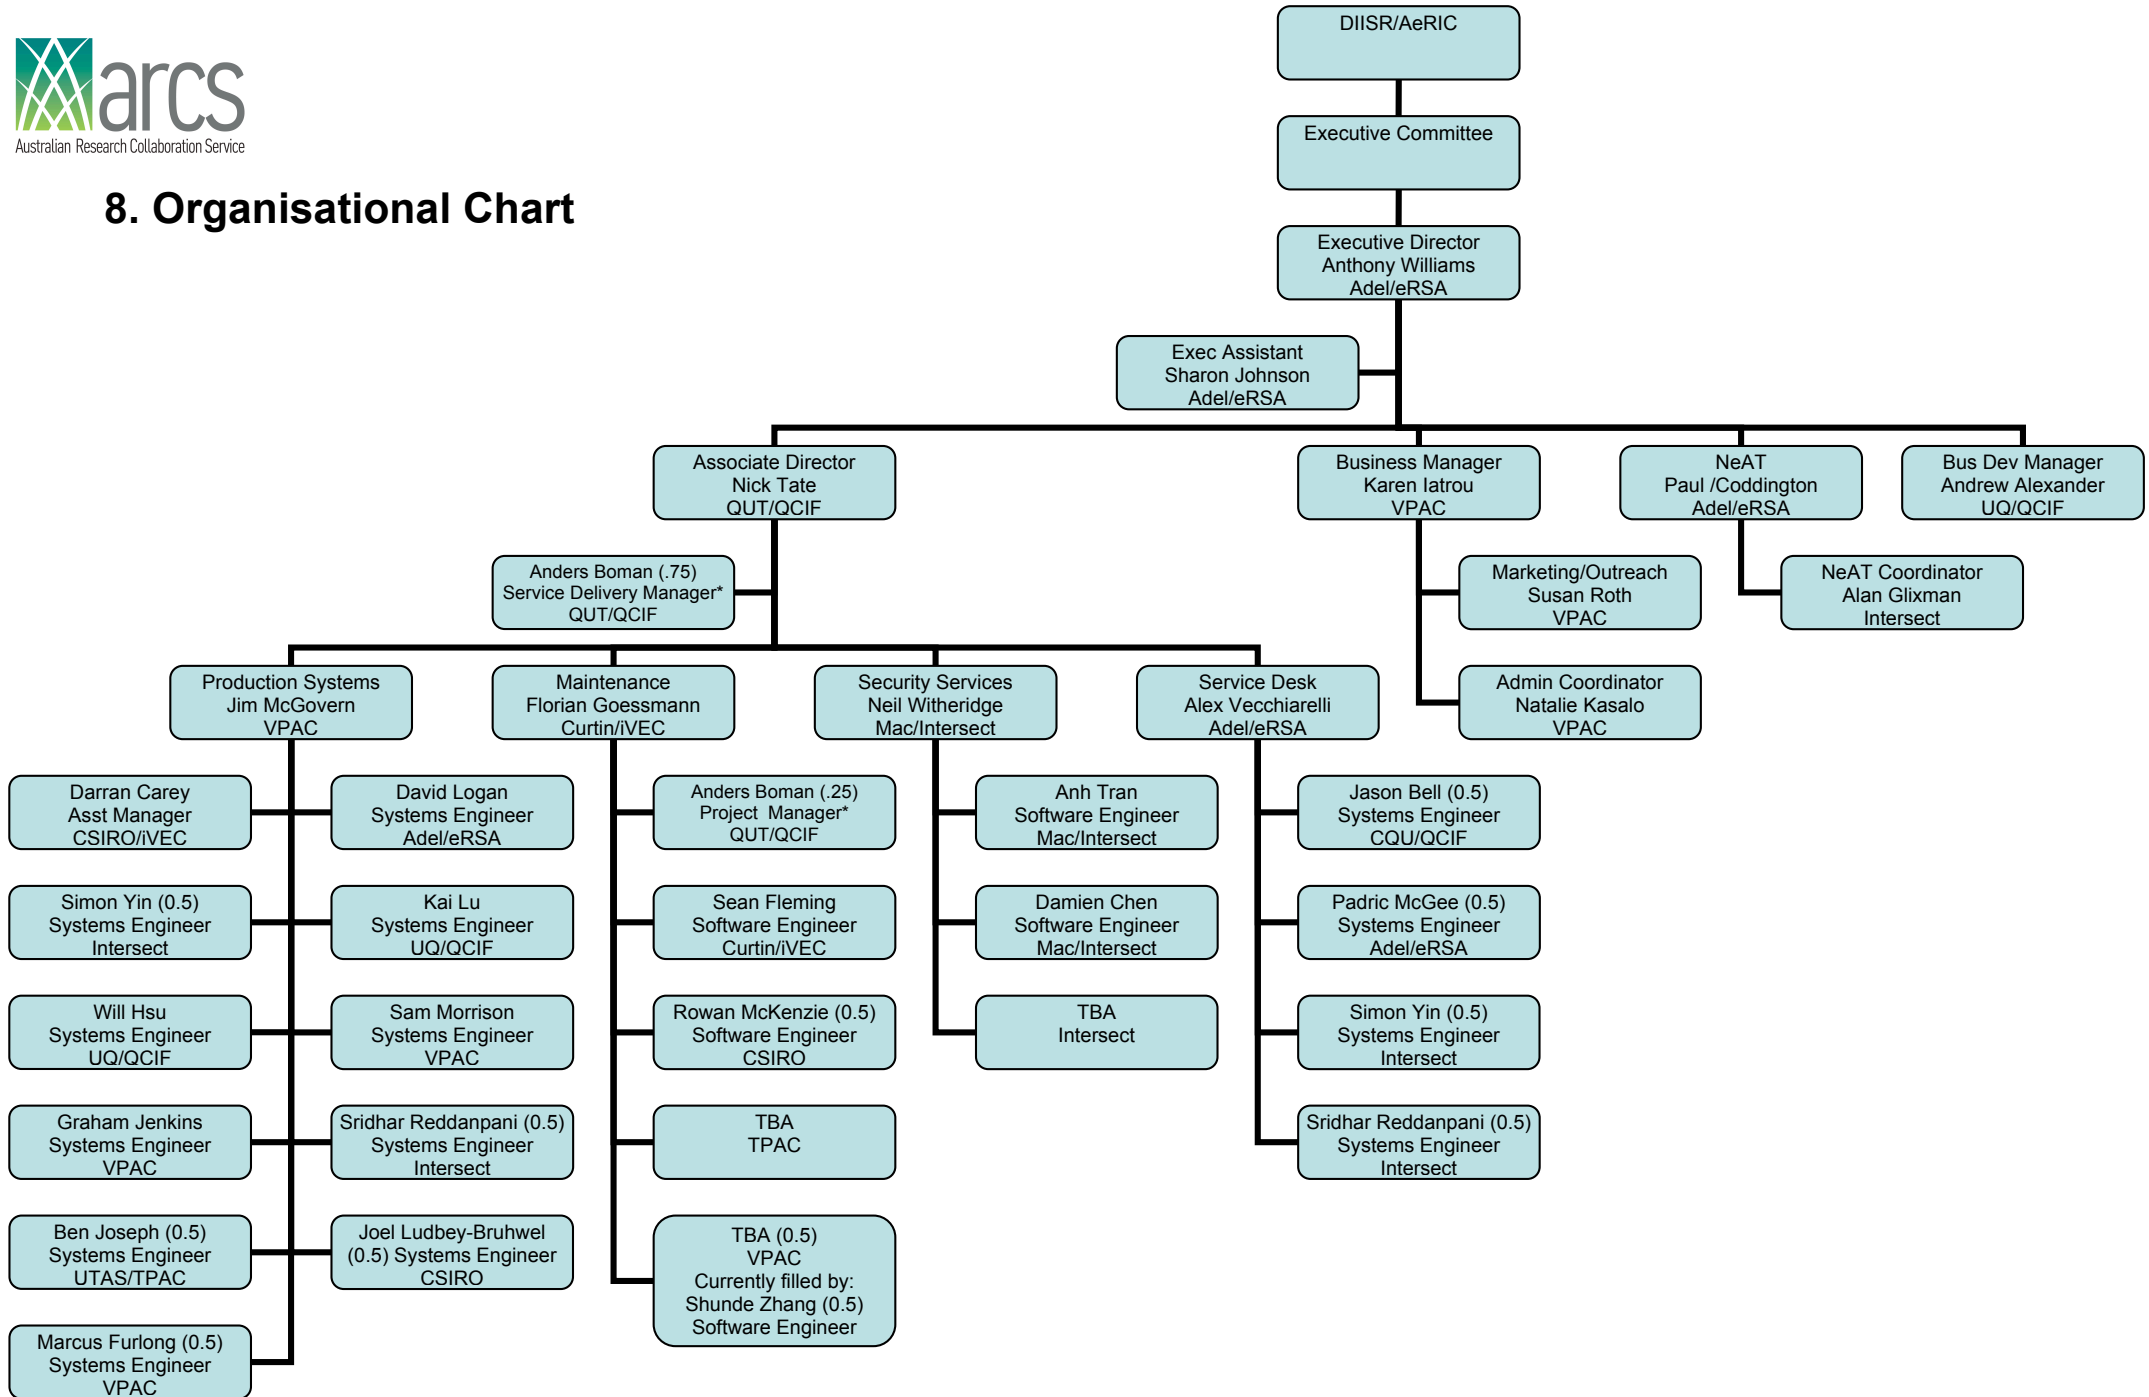 arcs
Australian Research Collaboration Service
8. Organisational Chart
DIISR/AeRIC
Executive Committee
Executive Director
Anthony Williams
Adel/eRSA
Exec Assistant
Sharon Johnson
Adel/eRSA
Associate Director
Nick Tate
QUT/QCIF
Business Manager
Karen Iatrou
VPAC
NeAT
Paul /Coddington
Adel/eRSA
Bus Dev Manager
Andrew Alexander
UQ/QCIF
Anders Boman (.75)
Service Delivery Manager*
QUT/QCIF
Marketing/Outreach
Susan Roth
VPAC
NeAT Coordinator
Alan Glixman
Intersect
Production Systems
Jim McGovern
VPAC
Maintenance
Florian Goessmann
Curtin/iVEC
Security Services
Neil Witheridge
Mac/Intersect
Service Desk
Alex Vecchiarelli
Adel/eRSA
Admin Coordinator
Natalie Kasalo
VPAC
Darran Carey
Asst Manager
CSIRO/iVEC
David Logan
Systems Engineer
Adel/eRSA
Anders Boman (.25)
Project  Manager*
QUT/QCIF
Anh Tran
Software Engineer
Mac/Intersect
Jason Bell (0.5)
Systems Engineer
CQU/QCIF
Simon Yin (0.5)
Systems Engineer
Intersect
Kai Lu
Systems Engineer
UQ/QCIF
Sean Fleming
Software Engineer
Curtin/iVEC
Damien Chen
Software Engineer
Mac/Intersect
Padric McGee (0.5)
Systems Engineer
Adel/eRSA
Will Hsu
Systems Engineer
UQ/QCIF
Sam Morrison
Systems Engineer
VPAC
Rowan McKenzie (0.5)
Software Engineer
CSIRO
TBA
Intersect
Simon Yin (0.5)
Systems Engineer
Intersect
Graham Jenkins
Systems Engineer
VPAC
Sridhar Reddanpani (0.5)
Systems Engineer
Intersect
TBA
TPAC
Sridhar Reddanpani (0.5)
Systems Engineer
Intersect
Ben Joseph (0.5)
Systems Engineer
UTAS/TPAC
Joel Ludbey-Bruhwel
(0.5) Systems Engineer
CSIRO
TBA (0.5)
VPAC
Currently filled by:
Shunde Zhang (0.5)
Software Engineer
Marcus Furlong (0.5)
Systems Engineer
VPAC